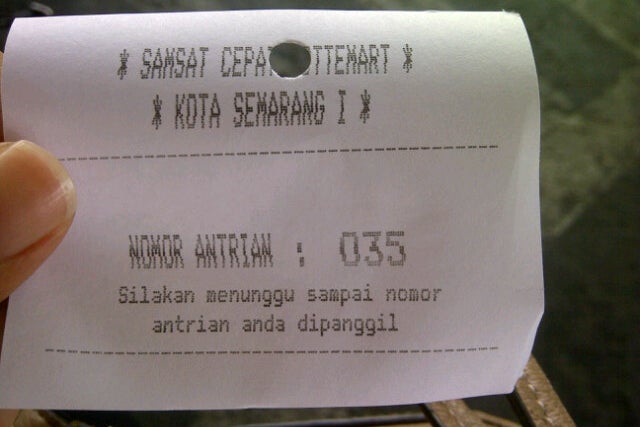 * SAMSAT CEPAT *
* KOTA SEMARANG I *
NOMOR ANTRIAN : 035
Silakan menunggu sampai nomor
antrian anda dipanggil